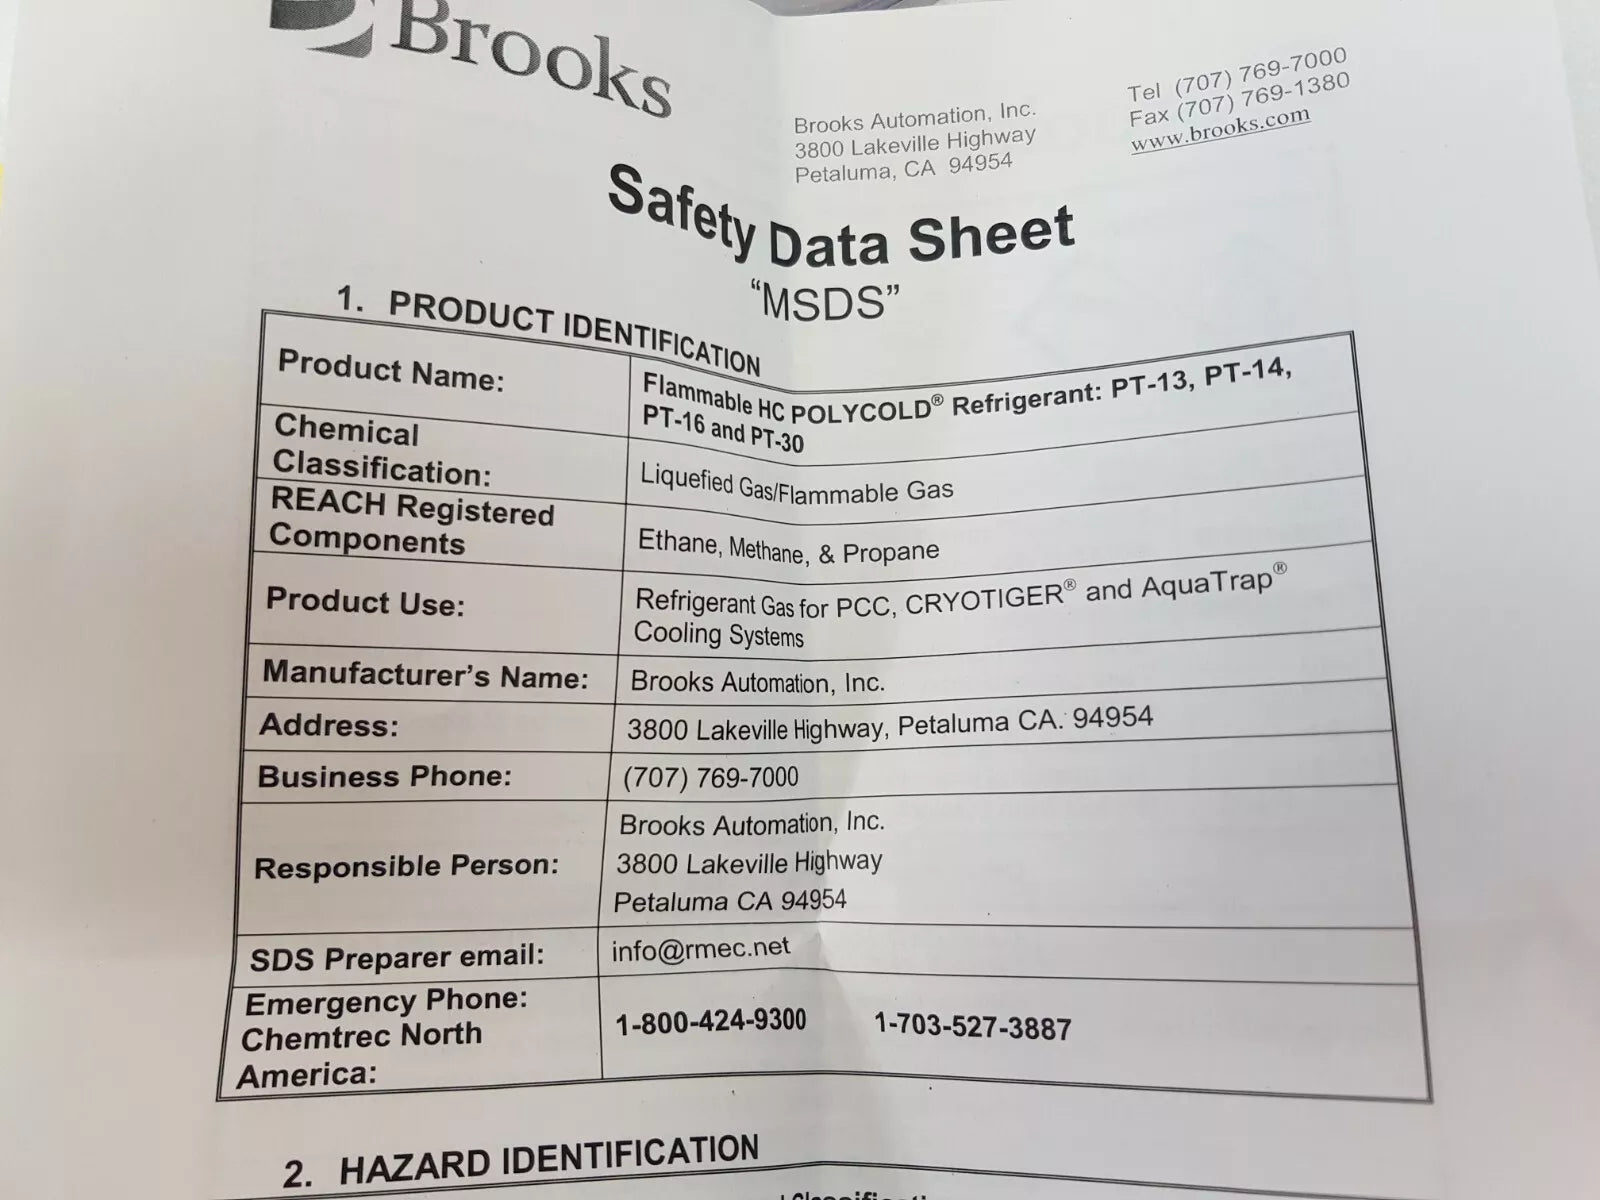 Brooks
Brooks Automation, Inc.
3800 Lakeville Highway
Petaluma, CA 94954
Tel (707) 769-7000
Fax (707) 769-1380
www.brooks.com
Safety Data Sheet
“MSDS”
1. PRODUCT IDENTIFICATION
Product Name:
Flammable HC POLYCOLD® Refrigerant: PT-13, PT-14,
PT-16 and PT-30
Chemical
Classification:
Liquefied Gas/Flammable Gas
REACH Registered
Components
Ethane, Methane, & Propane
Product Use:
Refrigerant Gas for PCC, CRYOTIGER® and AquaTrap®
Cooling Systems
Manufacturer’s Name:
Brooks Automation, Inc.
Address:
3800 Lakeville Highway, Petaluma CA. 94954
Business Phone:
(707) 769-7000
Responsible Person:
Brooks Automation, Inc.
3800 Lakeville Highway
Petaluma CA 94954
SDS Preparer email:
info@rmec.net
Emergency Phone:
Chemtrec North
America:
1-800-424-9300 1-703-527-3887
2. HAZARD IDENTIFICATION